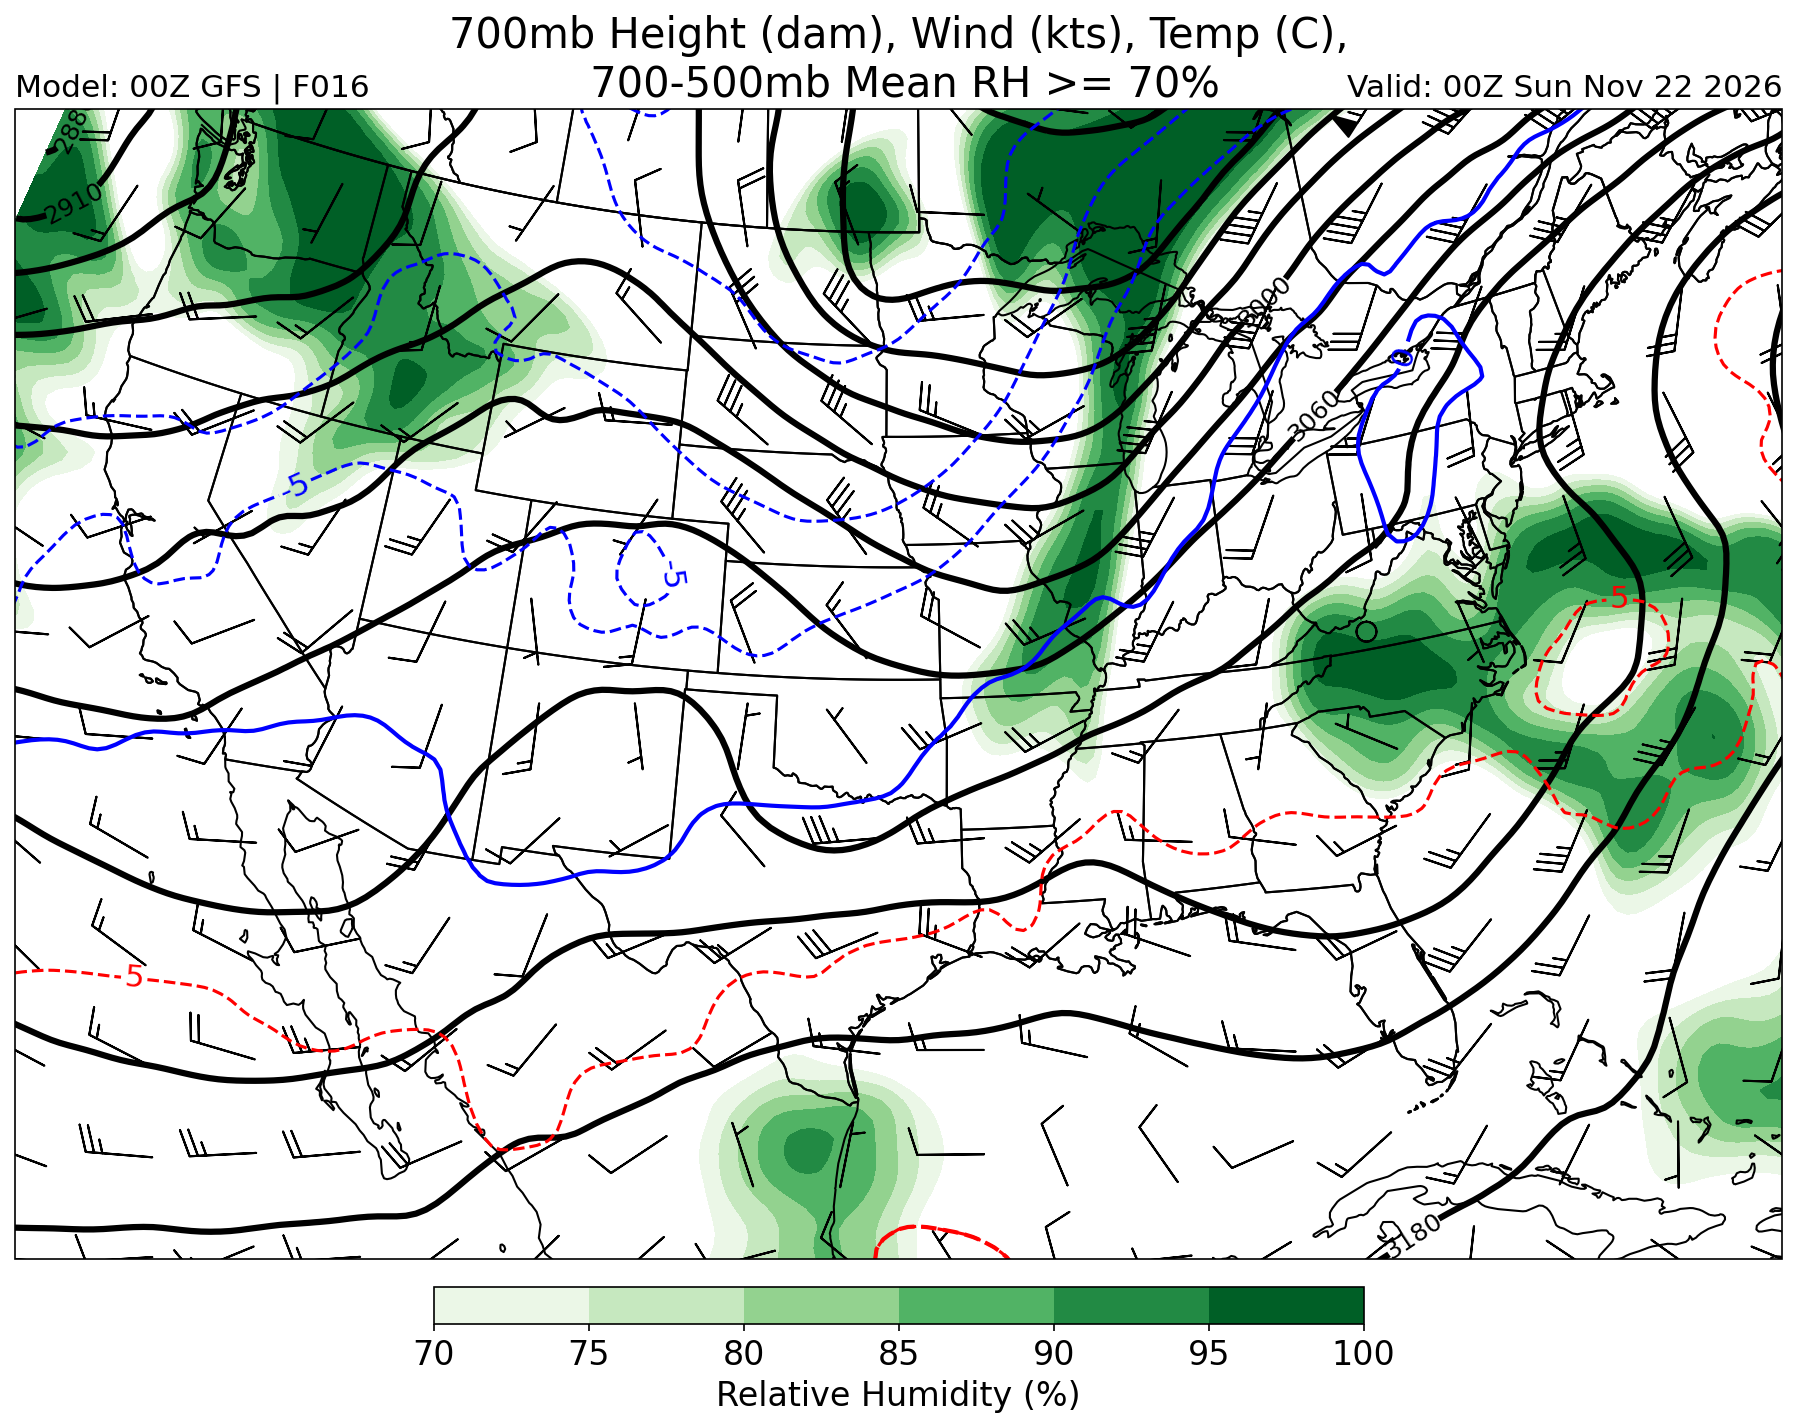 700mb Height (dam), Wind (kts), Temp (C),
700-500mb Mean RH >= 70%
Model: 00Z GFS | F016
Valid: 00Z Sun Nov 22 2026
288
2910
3000
0
3060
-5
-5
5
5
3180
70 75 80 85 90 95 100
Relative Humidity (%)